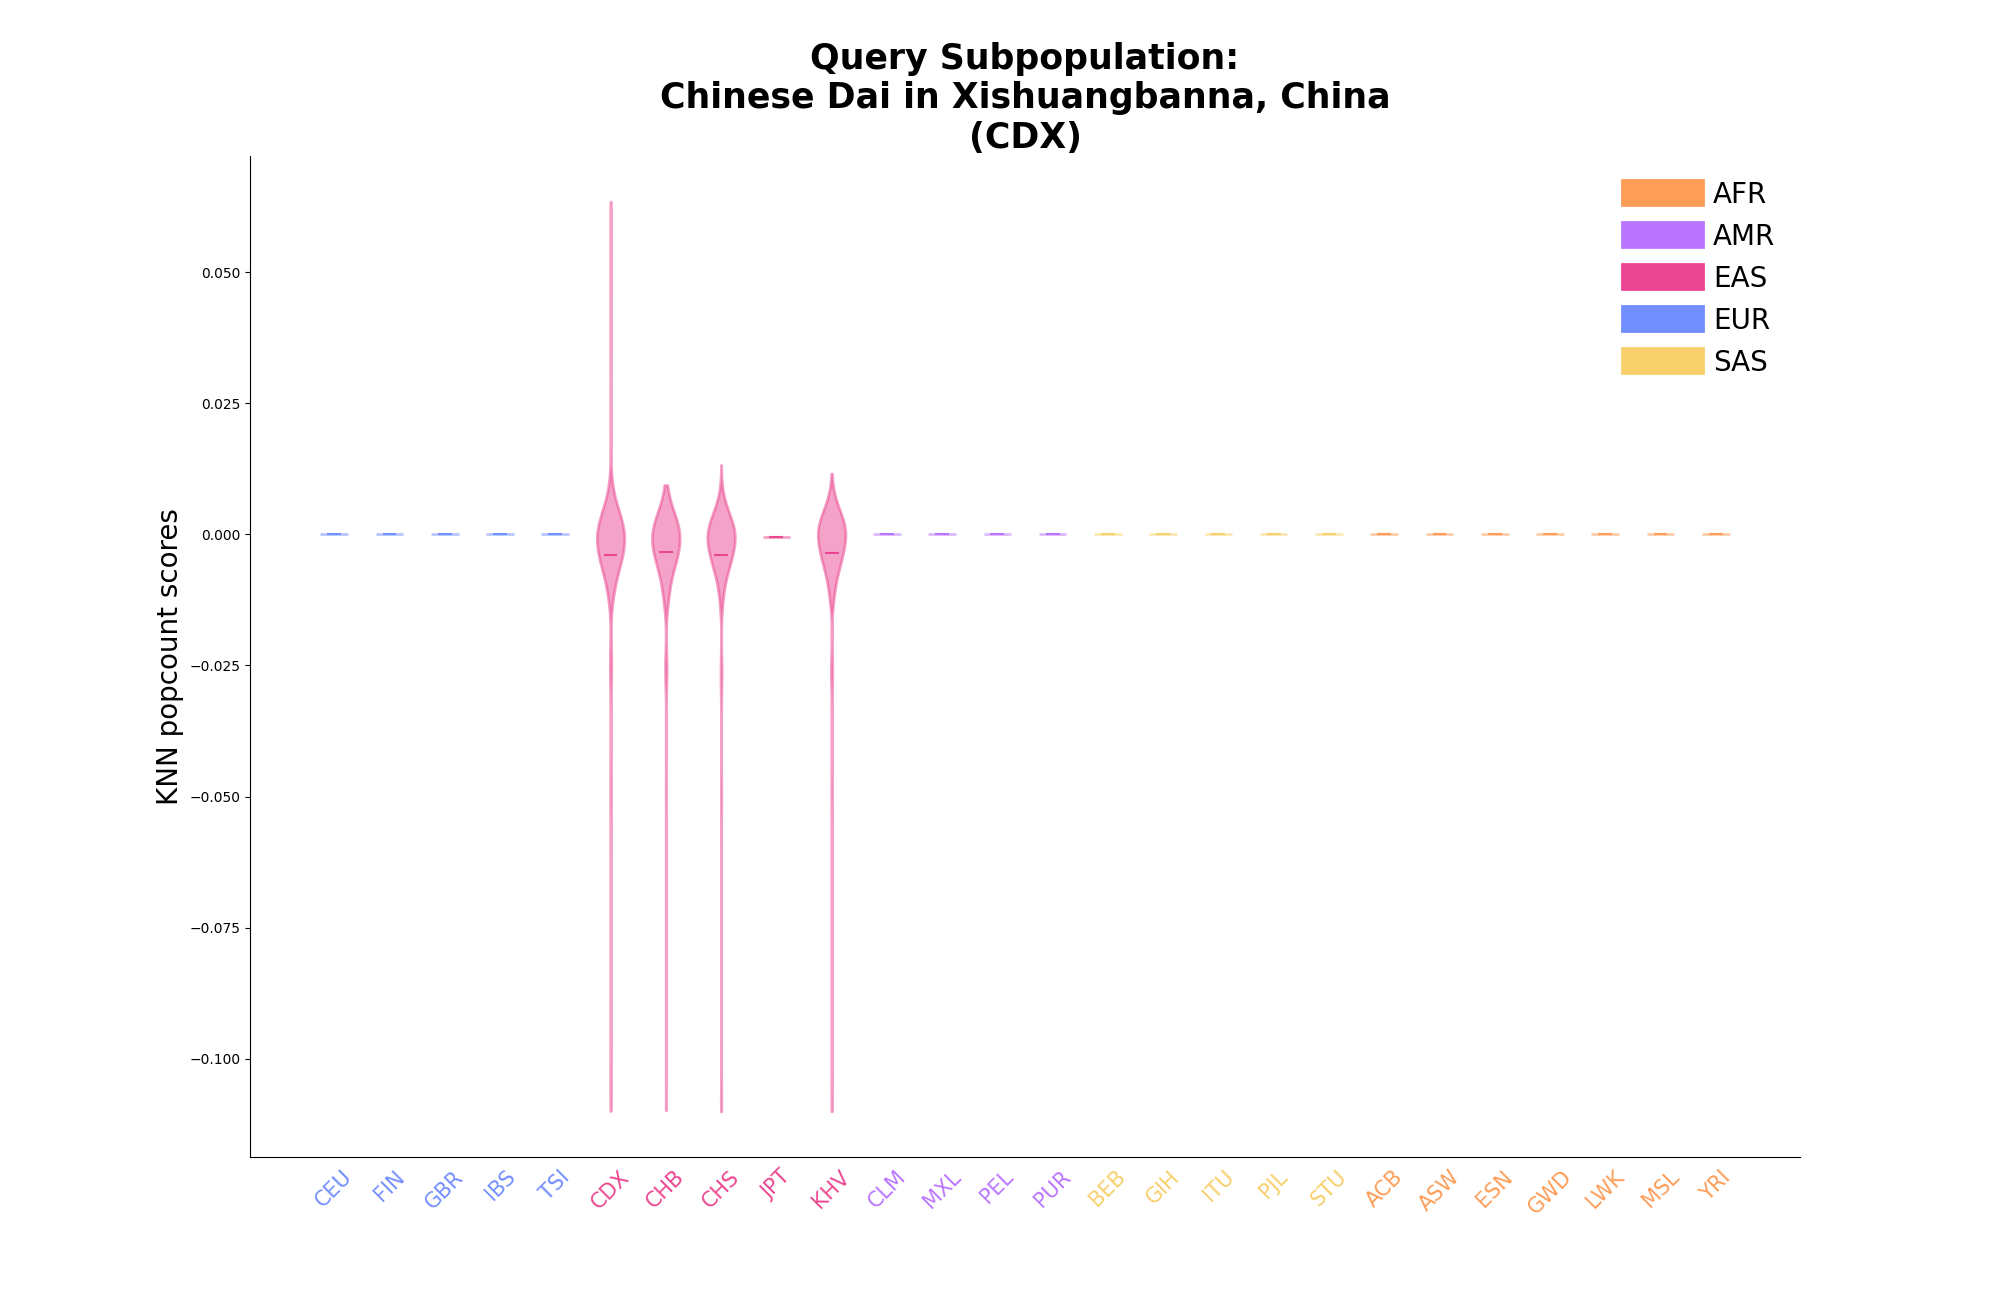 Query Subpopulation:
Chinese Dai in Xishuangbanna, China
(CDX)
AFR
AMR
EAS
EUR
SAS
KNN popcount scores
0.050
0.025
0.000
−0.025
−0.050
−0.075
−0.100
CEU FIN GBR IBS TSI CDX CHB CHS JPT KHV CLM MXL PEL PUR BEB GIH ITU PJL STU ACB ASW ESN GWD LWK MSL YRI